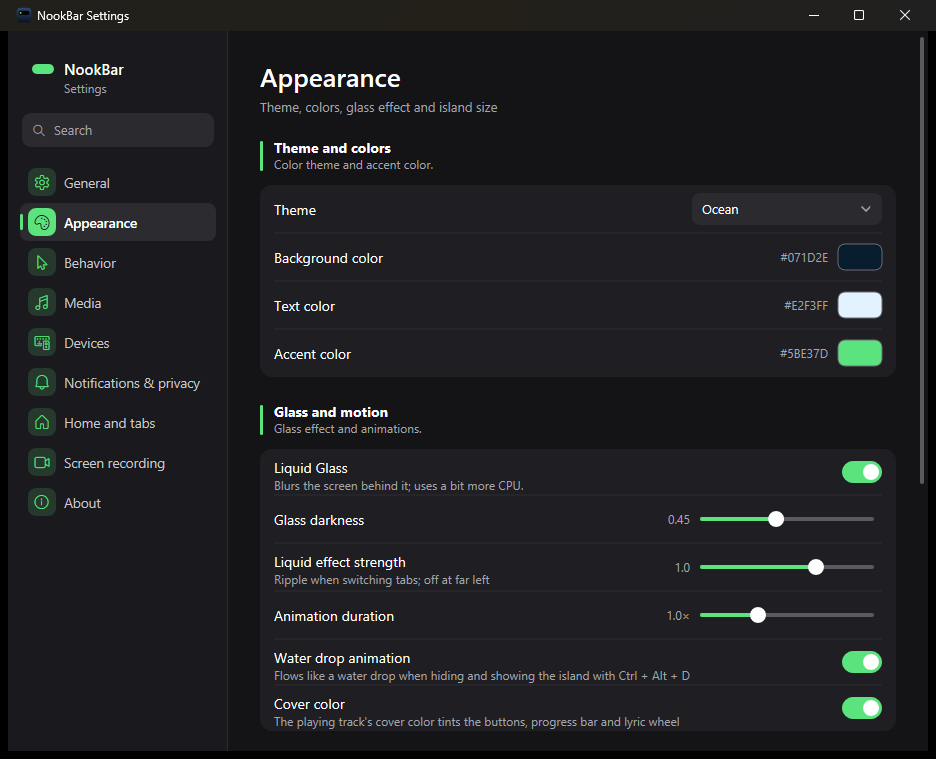 NookBar Settings
NookBar
Settings
Search
General
Appearance
Behavior
Media
Devices
Notifications & privacy
Home and tabs
Screen recording
About
Appearance
Theme, colors, glass effect and island size
Theme and colors
Color theme and accent color.
Theme
Ocean
Background color
#071D2E
Text color
#E2F3FF
Accent color
#5BE37D
Glass and motion
Glass effect and animations.
Liquid Glass
Blurs the screen behind it; uses a bit more CPU.
Glass darkness
0.45
Liquid effect strength
Ripple when switching tabs; off at far left
1.0
Animation duration
1.0×
Water drop animation
Flows like a water drop when hiding and showing the island with Ctrl + Alt + D
Cover color
The playing track's cover color tints the buttons, progress bar and lyric wheel